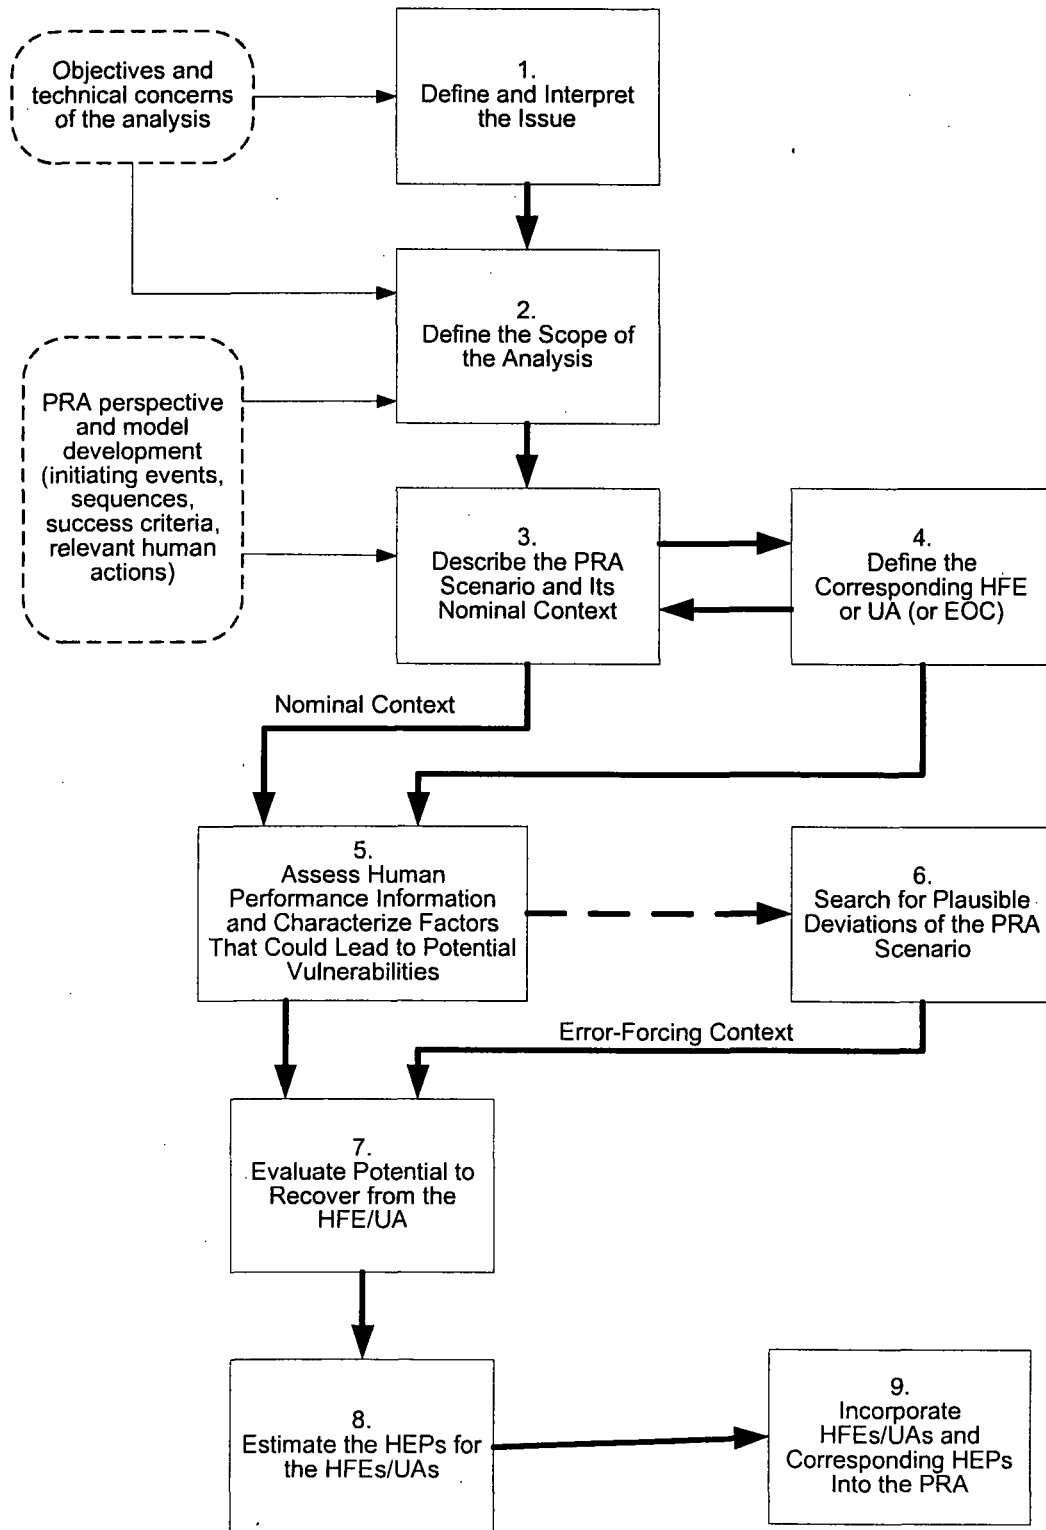 Objectives and
technical concerns
of the analysis
1.
Define and Interpret
the Issue
2.
Define the Scope of
the Analysis
PRA perspective
and model
development
(initiating events,
sequences,
success criteria,
relevant human
actions)
3.
Describe the PRA
Scenario and Its
Nominal Context
4.
Define the
Corresponding HFE
or UA (or EOC)
Nominal Context
5.
Assess Human
Performance Information
and Characterize Factors
That Could Lead to Potential
Vulnerabilities
6.
Search for Plausible
Deviations of the PRA
Scenario
Error-Forcing Context
7.
Evaluate Potential to
Recover from the
HFE/UA
8.
Estimate the HEPs for
the HFEs/UAs
9.
Incorporate
HFEs/UAs and
Corresponding HEPs
Into the PRA